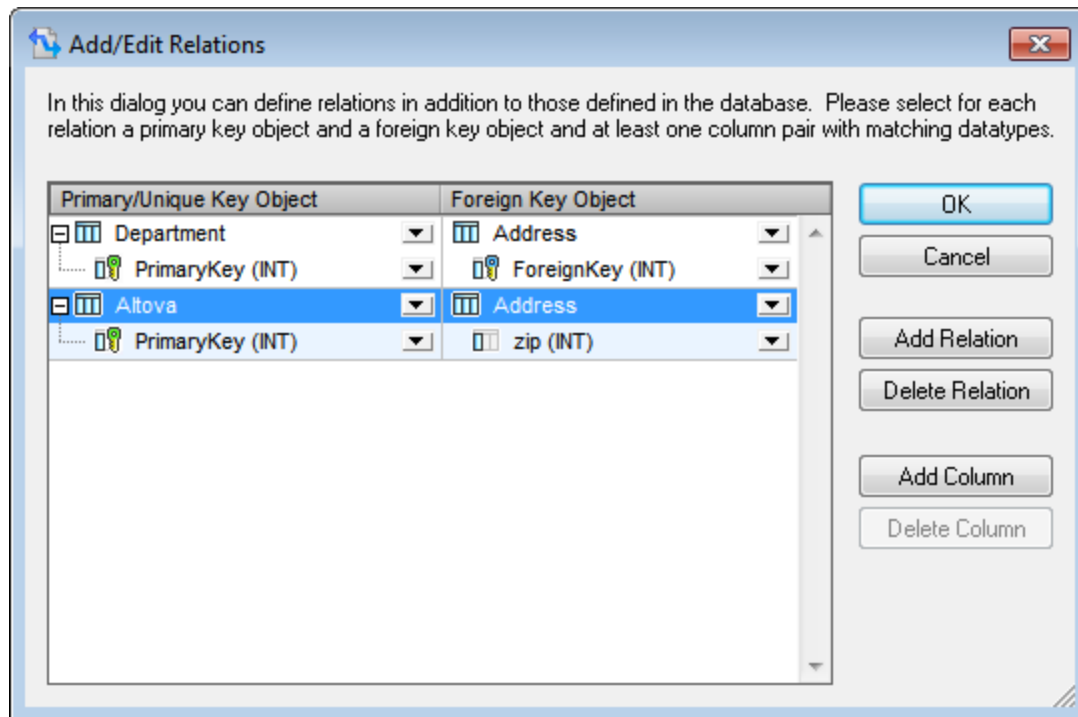 Add/Edit Relations
In this dialog you can define relations in addition to those defined in the database. Please select for each
relation a primary key object and a foreign key object and at least one column pair with matching datatypes.
Primary/Unique Key Object Foreign Key Object
Department Address
PrimaryKey (INT) ForeignKey (INT)
Altova Address
PrimaryKey (INT) zip (INT)
OK
Cancel
Add Relation
Delete Relation
Add Column
Delete Column